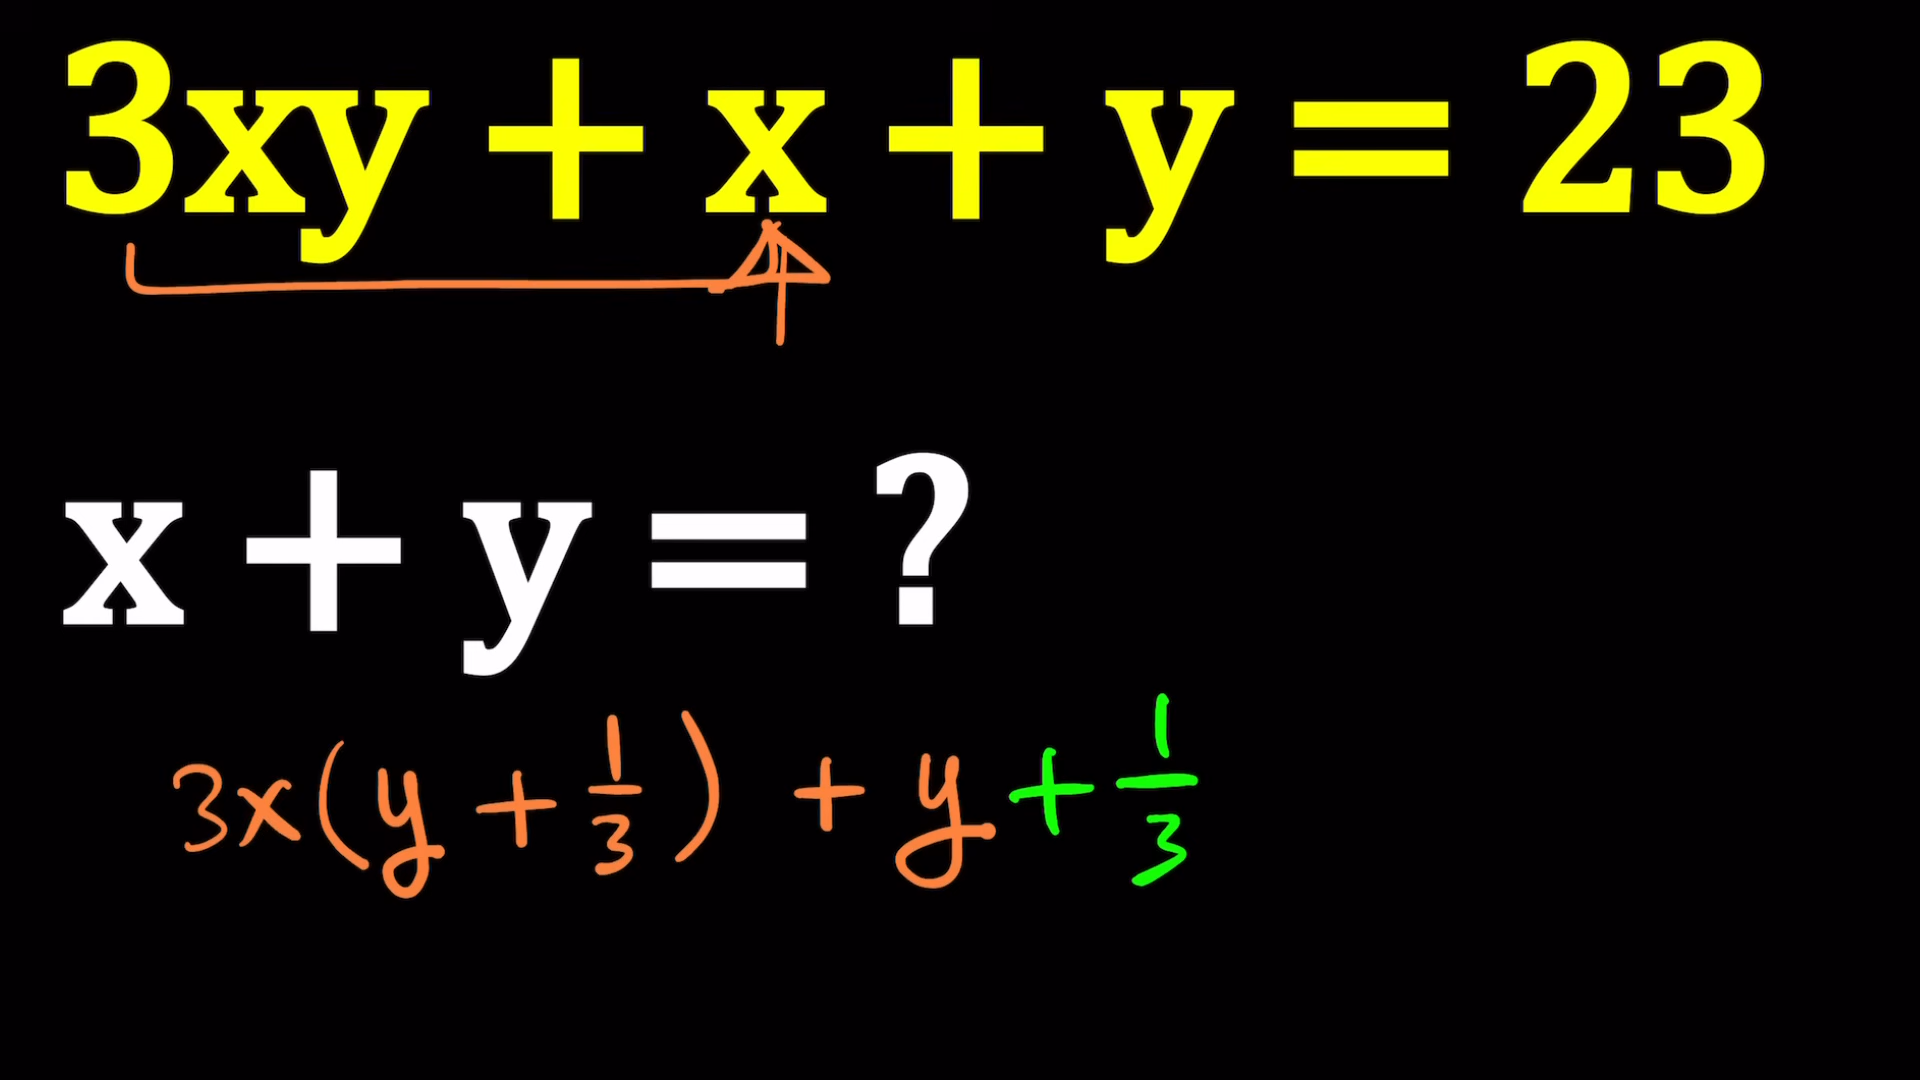 3xy + x + y = 23
x + y = ?
3x(y + 1/3) + y + 1/3